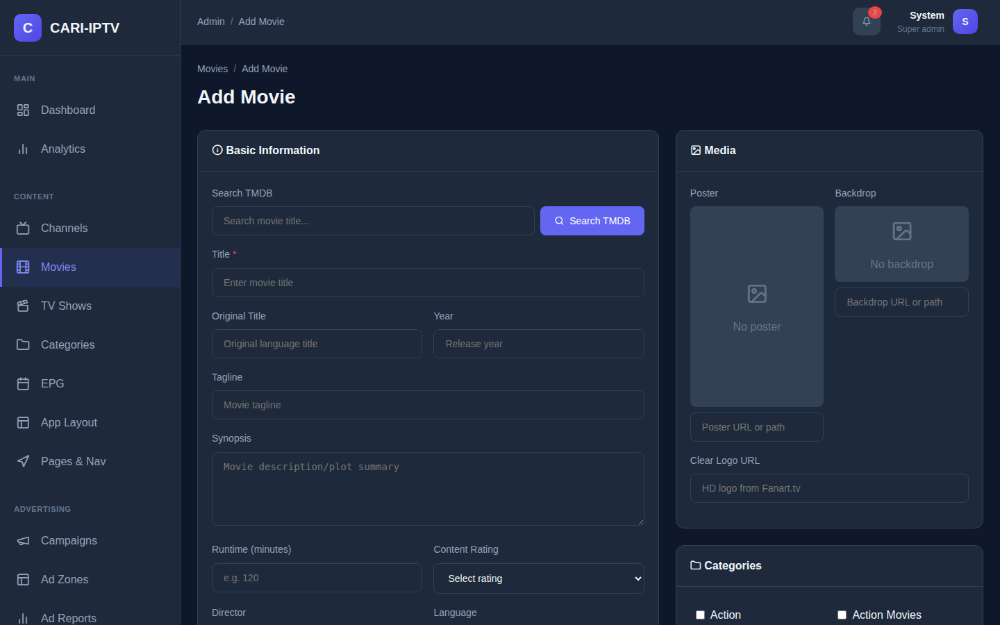 C CARI-IPTV
Admin / Add Movie
3
System
Super admin
S
MAIN
Dashboard
Analytics
CONTENT
Channels
Movies
TV Shows
Categories
EPG
App Layout
Pages & Nav
ADVERTISING
Campaigns
Ad Zones
Ad Reports
Movies / Add Movie
Add Movie
Basic Information
Search TMDB
Search movie title...
Search TMDB
Title *
Enter movie title
Original Title
Year
Original language title
Release year
Tagline
Movie tagline
Synopsis
Movie description/plot summary
Runtime (minutes)
Content Rating
e.g. 120
Select rating
Director
Language
Media
Poster
Backdrop
No poster
No backdrop
Backdrop URL or path
Poster URL or path
Clear Logo URL
HD logo from Fanart.tv
Categories
Action
Action Movies